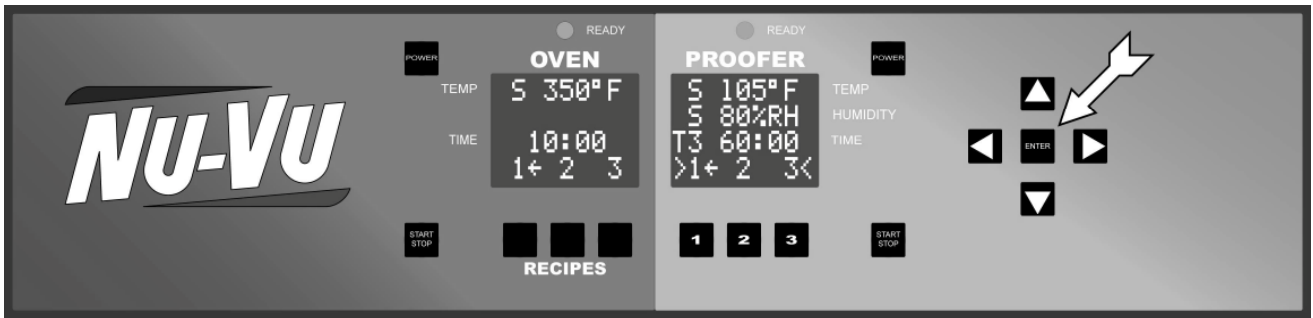 NU-VU
READY
POWER
OVEN
TEMP
S 350°F
TIME
10:00
1← 2 3
START
STOP
RECIPES
READY
PROOFER
POWER
S 105°F
TEMP
S 80%RH
HUMIDITY
T3 60:00
TIME
>1← 2 3<
1 2 3
START
STOP
ENTER